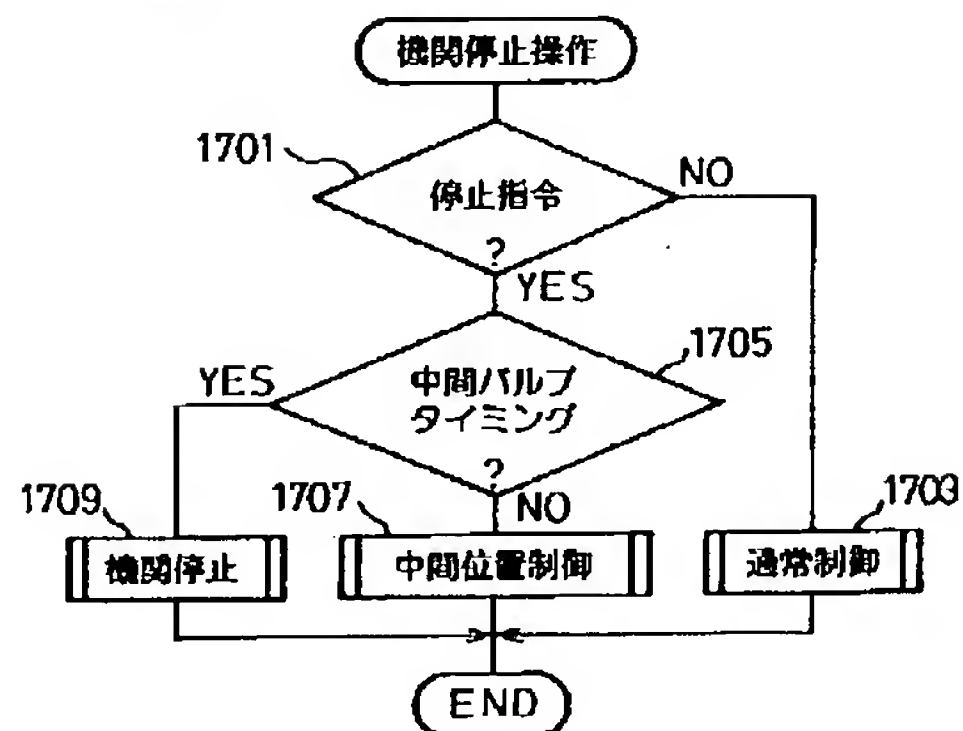 機関停止操作
1701
停止指令
?
NO
YES
1705
YES
中間バルブ
タイミング
?
NO
1709
機関停止
1707
中間位置制御
1703
通常制御
END